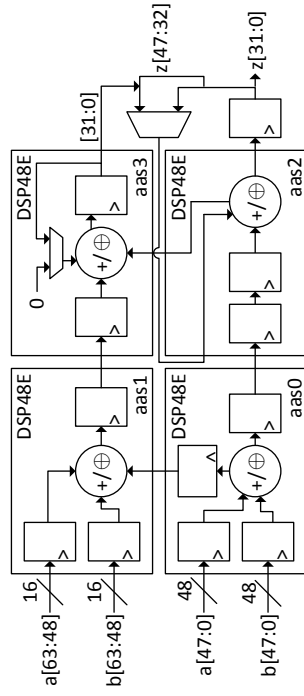 [31:0]
z[47:32]
z[31:0]
DSP48E
aas3
0
+/⊕
DSP48E
aas2
+/⊕
DSP48E
aas1
+/⊕
DSP48E
aas0
+/⊕
16
a[63:48]
16
b[63:48]
48
a[47:0]
48
b[47:0]